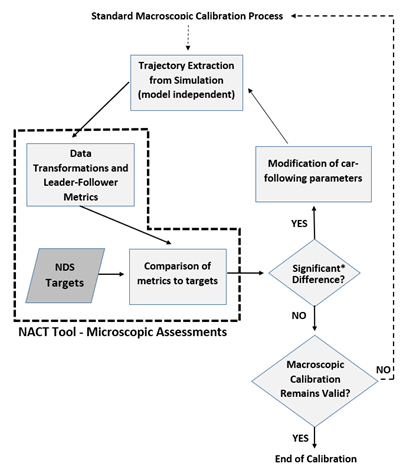 Standard Macroscopic Calibration Process
Trajectory Extraction
from Simulation
(model independent)
Data
Transformations and
Leader-Follower
Metrics
Modification of car-
following parameters
YES
NDS
Targets
Comparison of
metrics to targets
Significant*
Difference?
NACT Tool - Microscopic Assessments
NO
Macroscopic
Calibration
Remains Valid?
NO
YES
End of Calibration